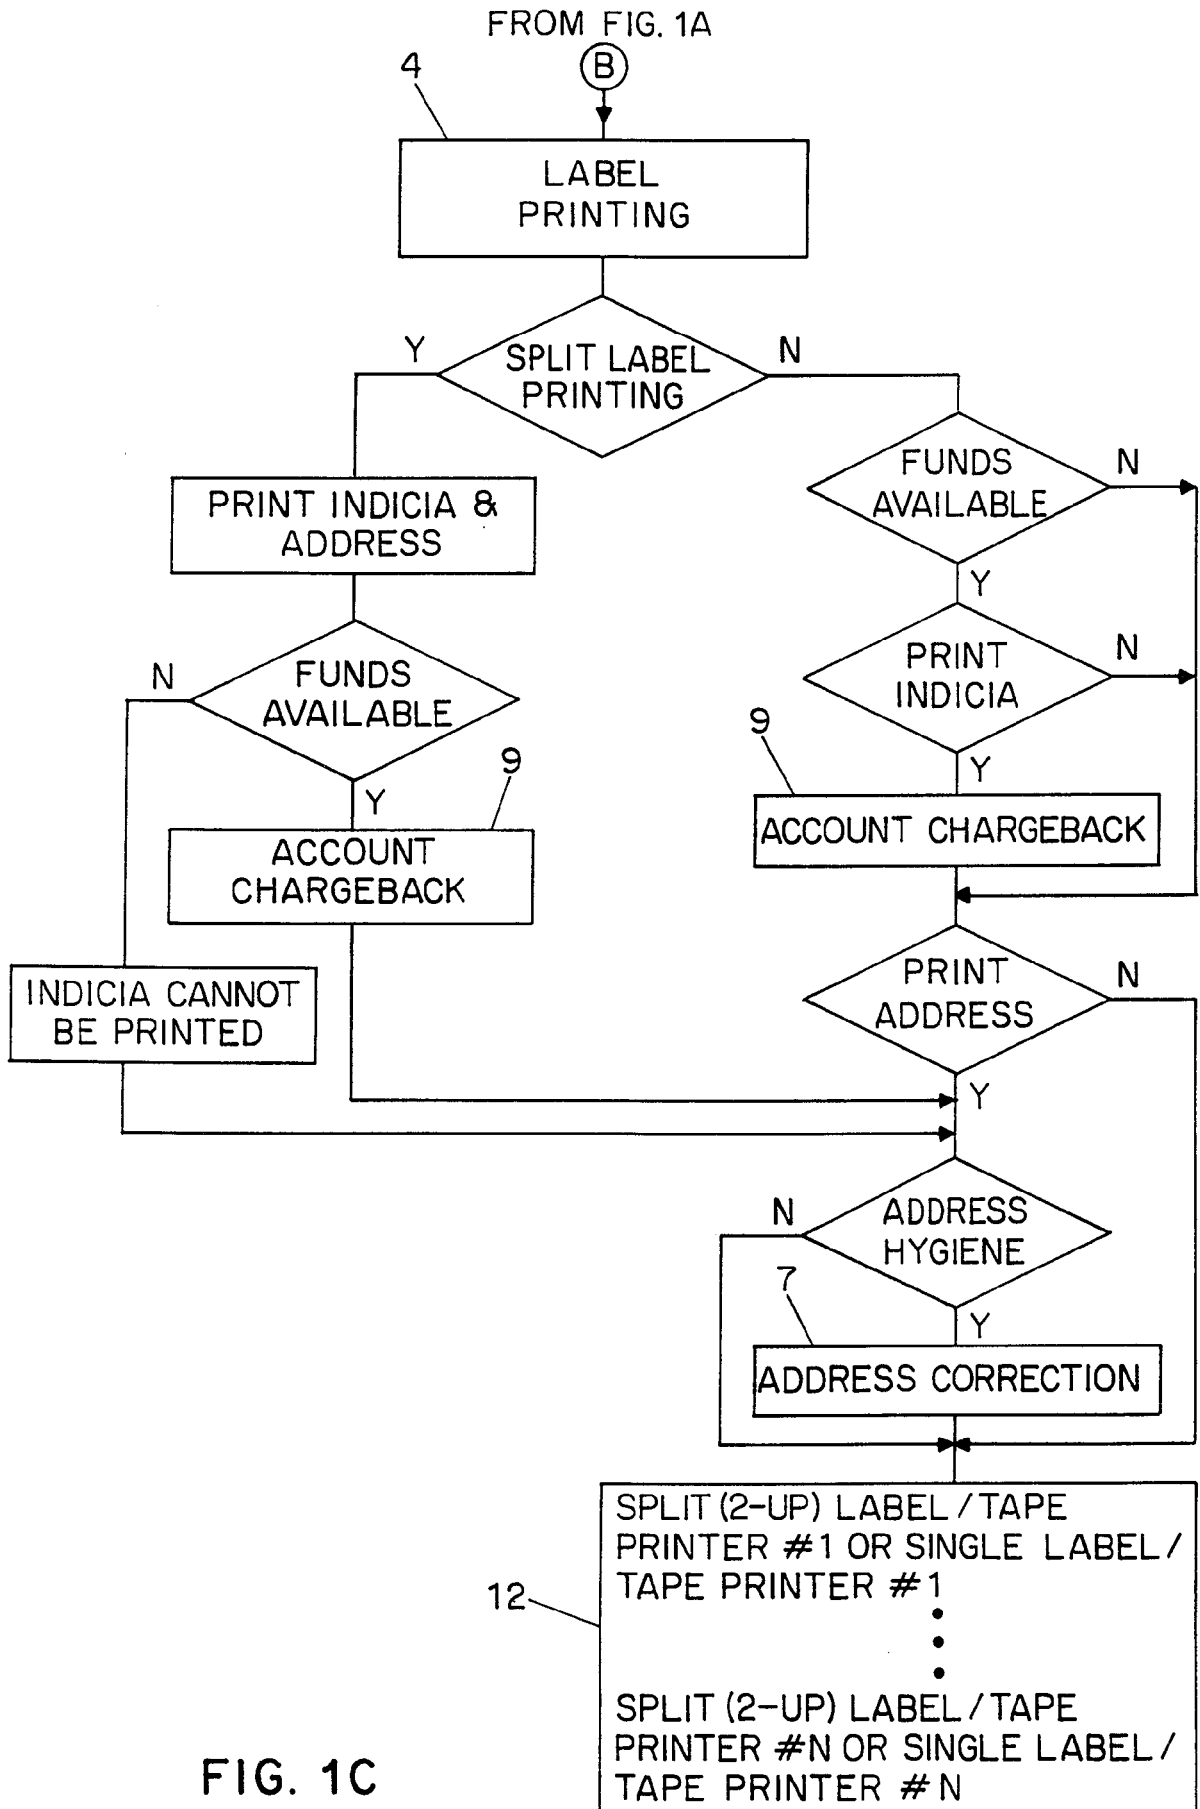 FROM FIG. 1A
B
4
LABEL
PRINTING
Y
SPLIT LABEL
PRINTING
N
PRINT INDICIA &
ADDRESS
FUNDS
AVAILABLE
N
Y
N
FUNDS
AVAILABLE
PRINT
INDICIA
N
9
Y
9
Y
ACCOUNT
CHARGEBACK
ACCOUNT CHARGEBACK
INDICIA CANNOT
BE PRINTED
PRINT
ADDRESS
N
Y
N
ADDRESS
HYGIENE
7
Y
ADDRESS CORRECTION
12
SPLIT (2-UP) LABEL / TAPE
PRINTER #1 OR SINGLE LABEL /
TAPE PRINTER #1
SPLIT (2-UP) LABEL / TAPE
PRINTER #N OR SINGLE LABEL /
TAPE PRINTER #N
FIG. 1C